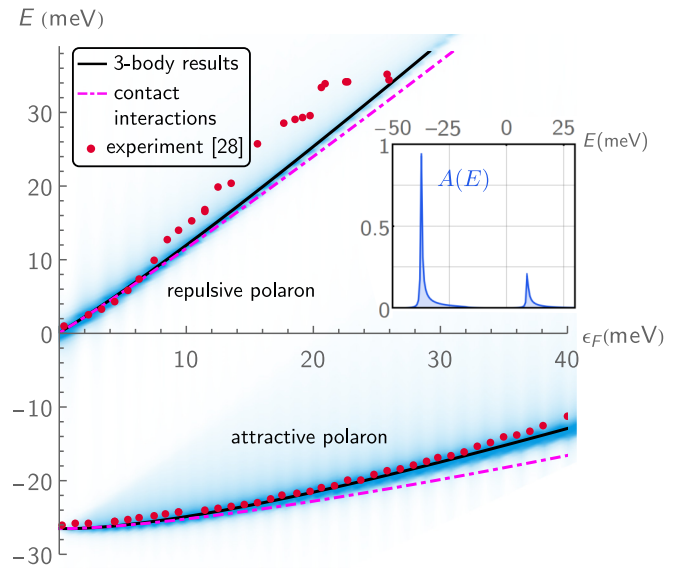 E (meV)
3-body results
contact
interactions
experiment [28]
30
20
10
0
−10
−20
−30
−50 −25 0 25
E(meV)
1
0.5
0
A(E)
repulsive polaron
ϵF(meV)
10 20 30 40
attractive polaron